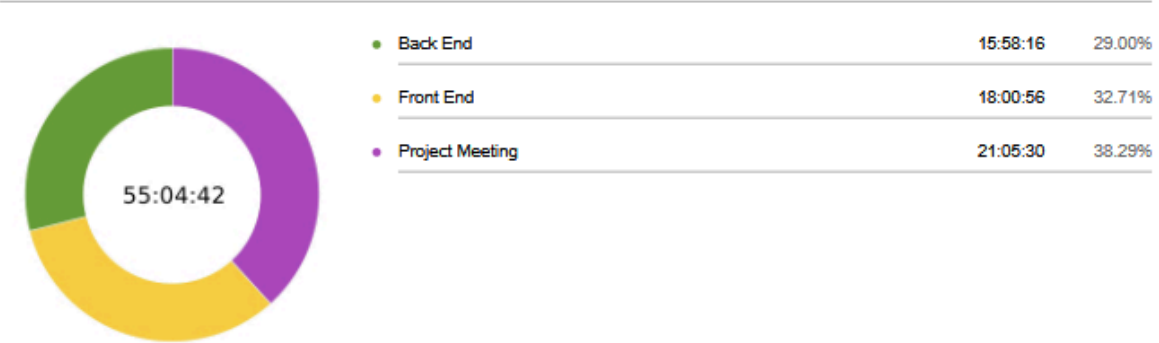 Back End 15:58:16 29.00%
Front End 18:00:56 32.71%
Project Meeting 21:05:30 38.29%
55:04:42